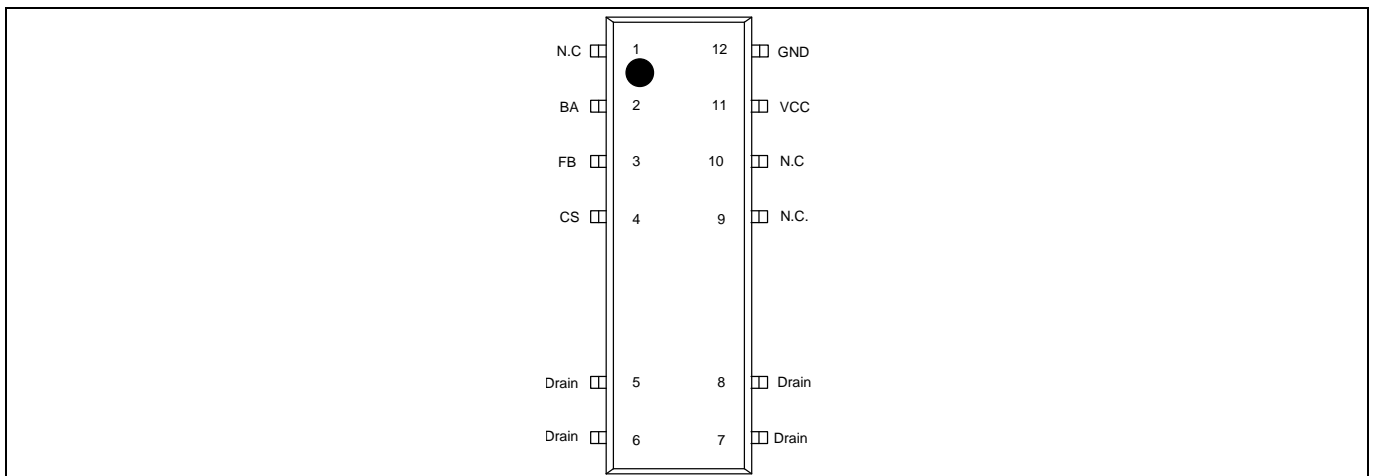 N.C 1 12 GND
BA 2 11 VCC
FB 3 10 N.C
CS 4 9 N.C.
Drain 5 8 Drain
Drain 6 7 Drain